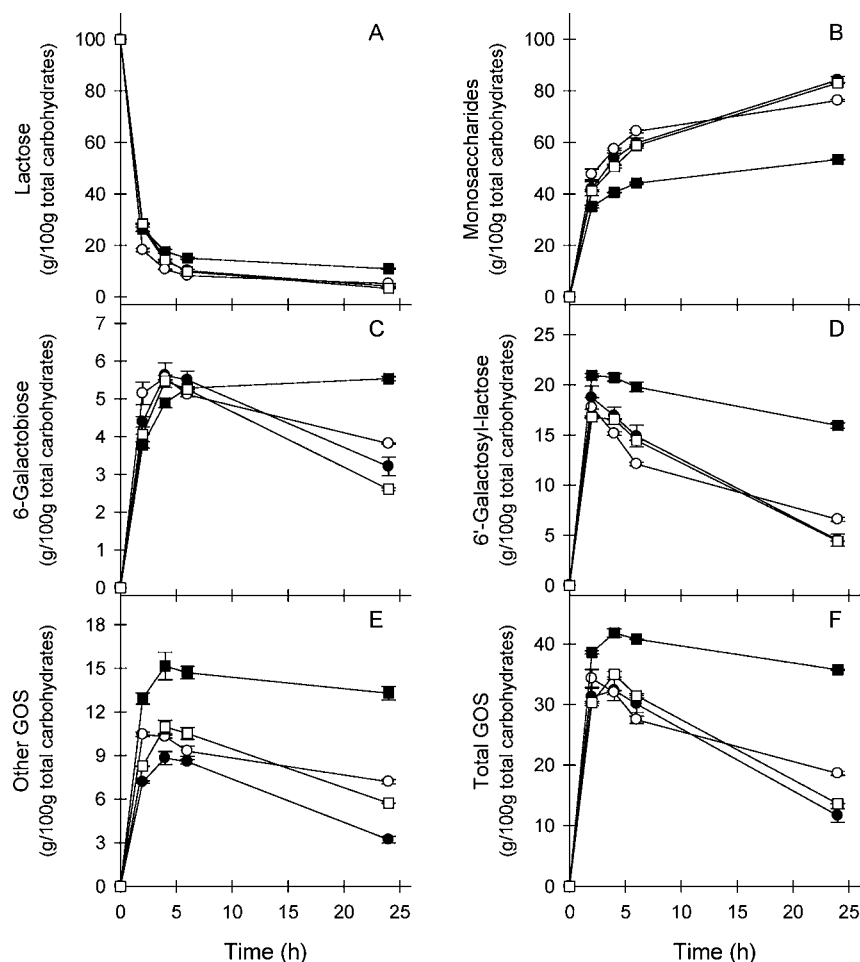 A
Lactose
(g/100g total carbohydrates)
100
80
60
40
20
0
B
Monosaccharides
(g/100g total carbohydrates)
100
80
60
40
20
0
C
6-Galactobiose
(g/100g total carbohydrates)
7
6
5
4
3
2
1
0
D
6'-Galactosyl-lactose
(g/100g total carbohydrates)
25
20
15
10
5
0
E
Other GOS
(g/100g total carbohydrates)
18
15
12
9
6
3
0
0 5 10 15 20 25
Time (h)
F
Total GOS
(g/100g total carbohydrates)
40
30
20
10
0
0 5 10 15 20 25
Time (h)